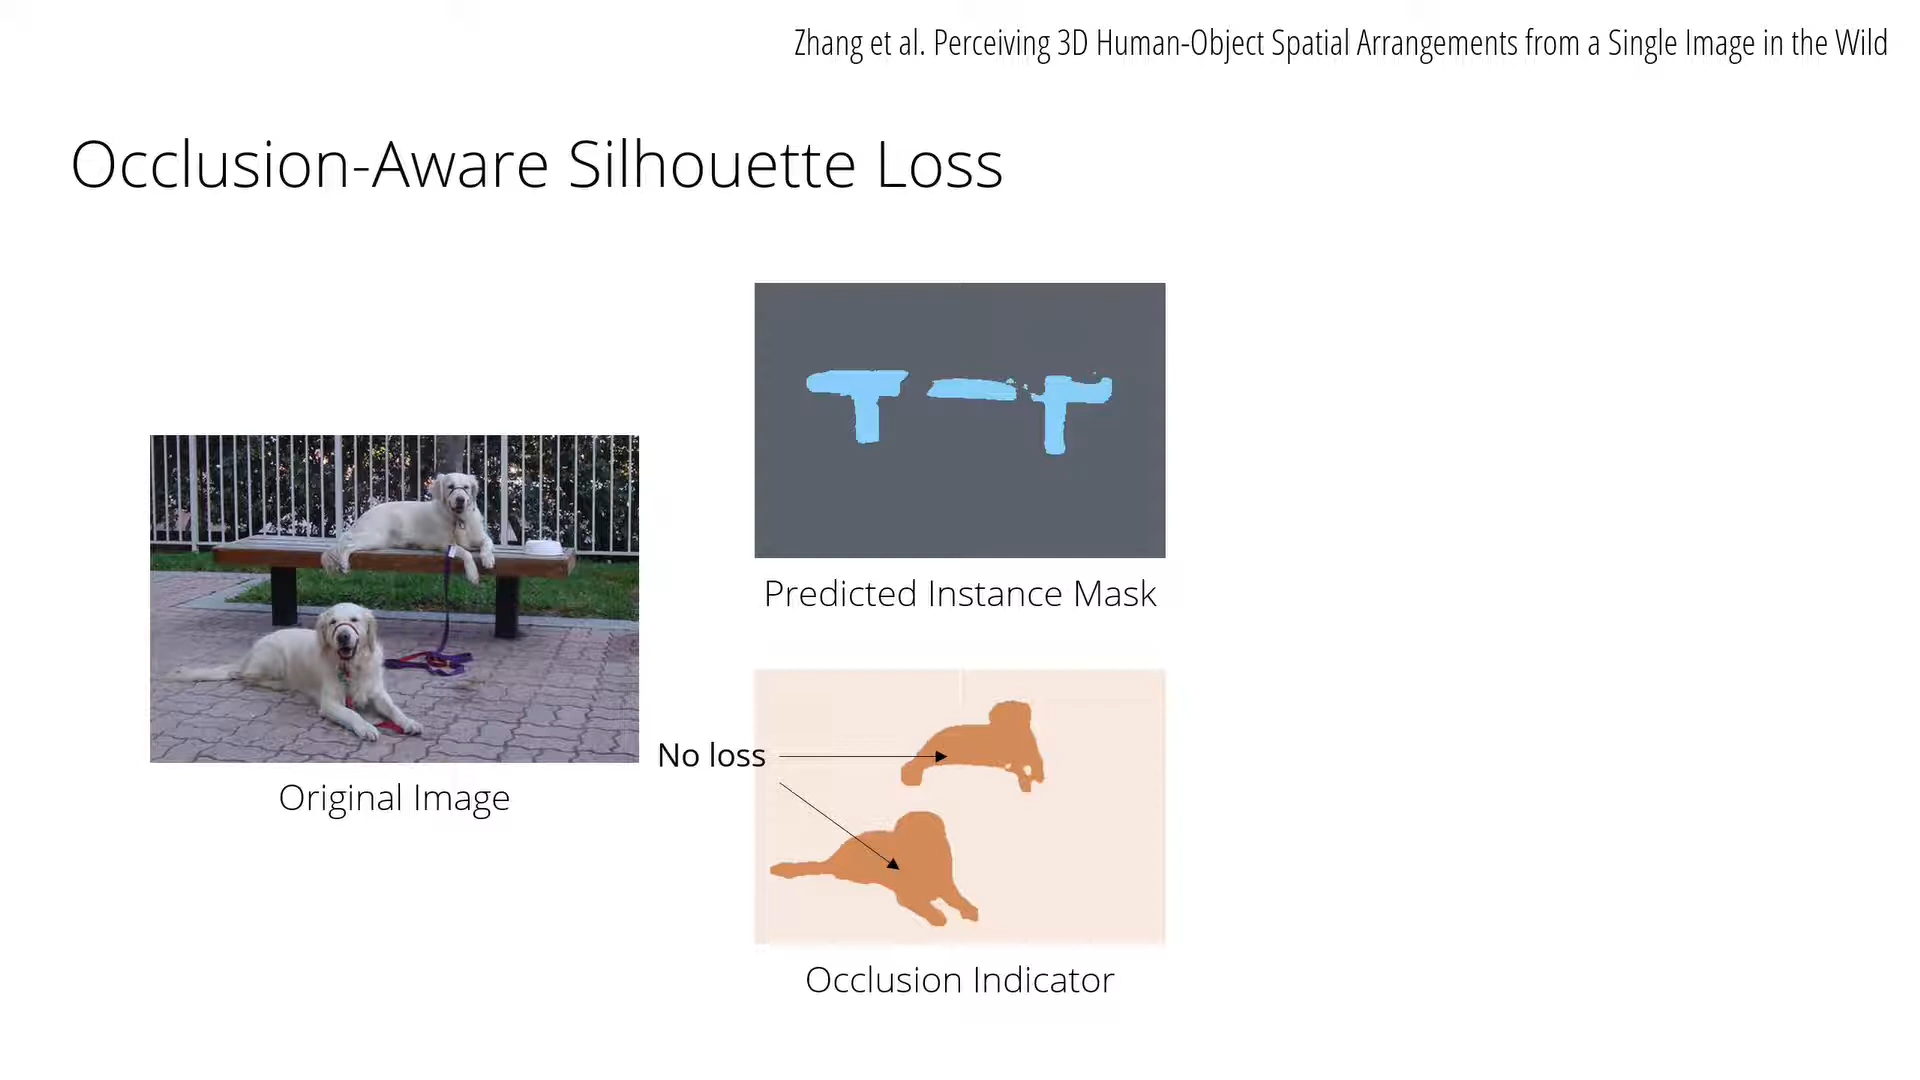 Zhang et al. Perceiving 3D Human-Object Spatial Arrangements from a Single Image in the Wild
Occlusion-Aware Silhouette Loss
Predicted Instance Mask
No loss
Original Image
Occlusion Indicator